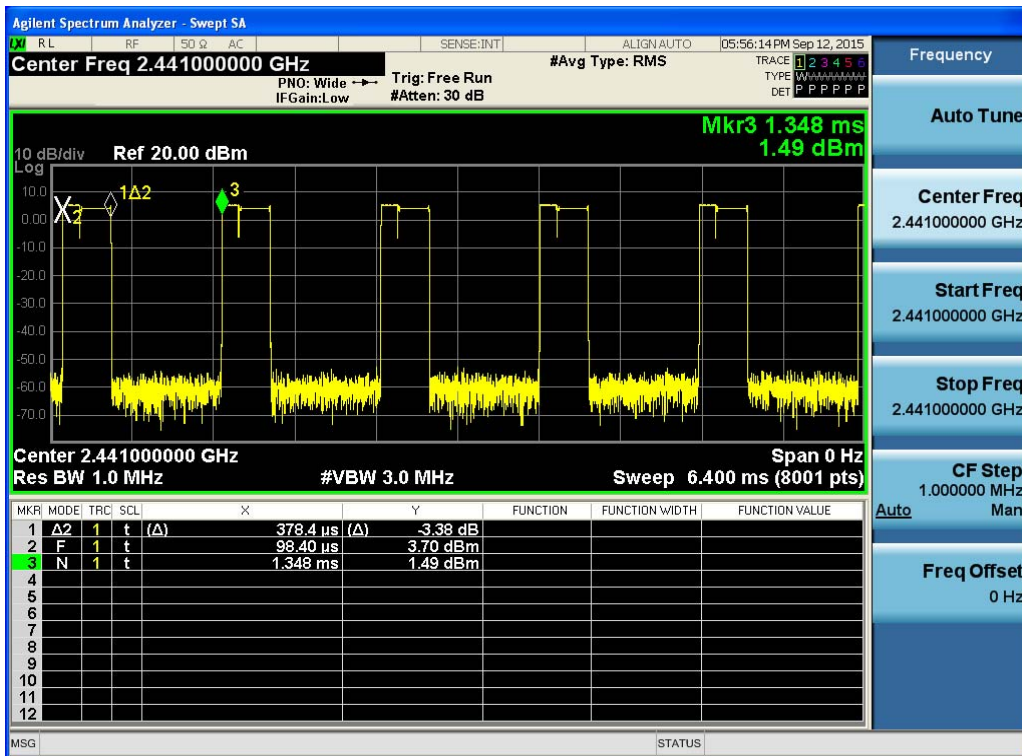 Agilent Spectrum Analyzer - Swept SA
LXI RL RF 50 Ω AC SENSE:INT ALIGN AUTO 05:56:14 PM Sep 12, 2015
Center Freq 2.441000000 GHz #Avg Type: RMS TRACE 1 2 3 4 5 6
PNO: Wide Trig: Free Run TYPE
IFGain:Low #Atten: 30 dB DET P P P P P P
Mkr3 1.348 ms
10 dB/div Ref 20.00 dBm 1.49 dBm
Log
10.0
0.00
-10.0
-20.0
-30.0
-40.0
-50.0
-60.0
-70.0
X2 1Δ2 3
Center 2.441000000 GHz Span 0 Hz
Res BW 1.0 MHz #VBW 3.0 MHz Sweep 6.400 ms (8001 pts)
MKR MODE TRC SCL X Y FUNCTION FUNCTION WIDTH FUNCTION VALUE
1 Δ2 1 t (Δ) 378.4 µs (Δ) -3.38 dB
2 F 1 t 98.40 µs 3.70 dBm
3 N 1 t 1.348 ms 1.49 dBm
4
5
6
7
8
9
10
11
12
MSG STATUS
Frequency
Auto Tune
Center Freq
2.441000000 GHz
Start Freq
2.441000000 GHz
Stop Freq
2.441000000 GHz
CF Step
1.000000 MHz
Auto Man
Freq Offset
0 Hz